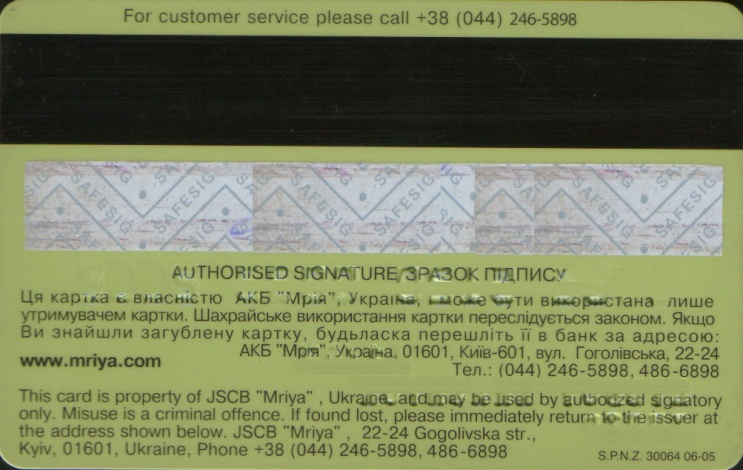 For customer service please call +38 (044) 246-5898
SAFESIG SAFESIG SAFESIG SAFESIG
AUTHORISED SIGNATURE/ЗРАЗОК ПІДПИСУ
Ця картка є власністю АКБ "Мрія", Україна, і може бути використана лише
утримувачем картки. Шахрайське використання картки переслідується законом. Якщо
Ви знайшли загублену картку, будьласка перешліть її в банк за адресою:
АКБ "Мрія", Україна, 01601, Київ-601, вул. Гоголівська, 22-24
www.mriya.com
Тел.: (044) 246-5898, 486-6898
This card is property of JSCB "Mriya" , Ukraine, and may be used by authorized signatory
only. Misuse is a criminal offence. If found lost, please immediately return to the issuer at
the address shown below. JSCB "Mriya" , 22-24 Gogolivska str.,
Kyiv, 01601, Ukraine, Phone +38 (044) 246-5898, 486-6898
S.P.N.Z. 30064 06-05